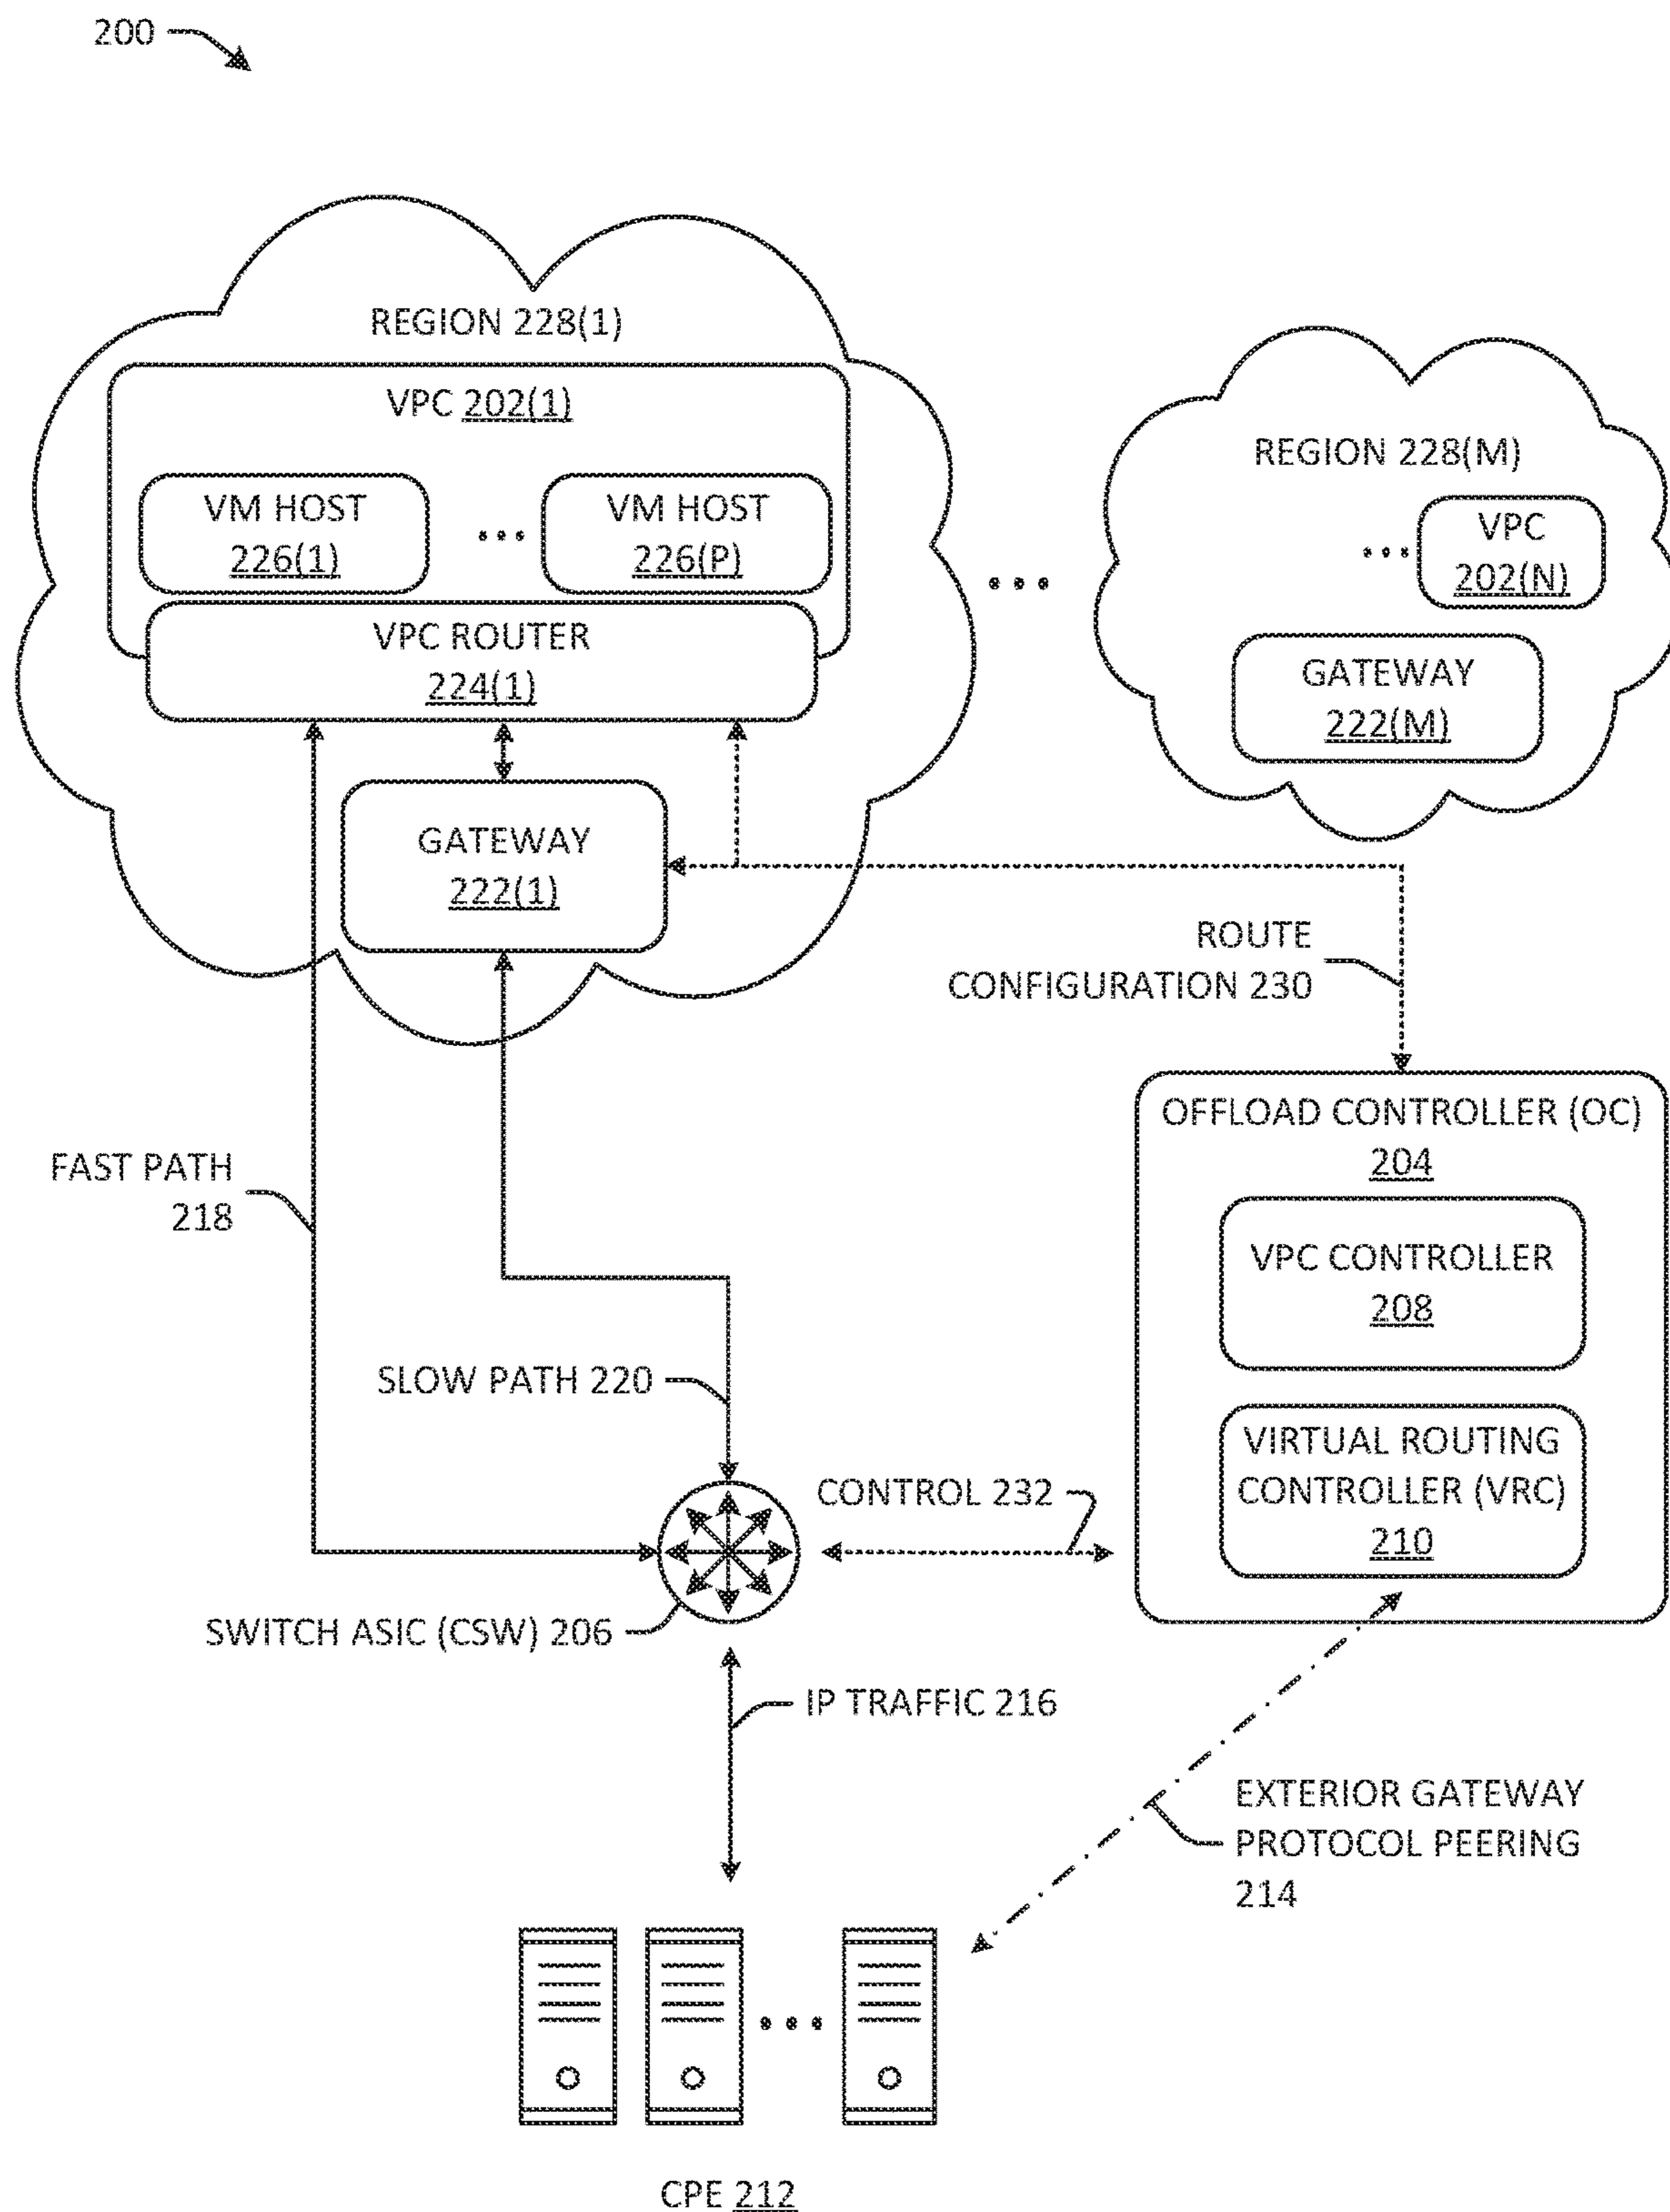 200
REGION 228(1)
VPC 202(1)
VM HOST
226(1)
...
VM HOST
226(P)
VPC ROUTER
224(1)
GATEWAY
222(1)
...
REGION 228(M)
...
VPC
202(N)
GATEWAY
222(M)
ROUTE
CONFIGURATION 230
OFFLOAD CONTROLLER (OC)
204
VPC CONTROLLER
208
VIRTUAL ROUTING
CONTROLLER (VRC)
210
FAST PATH
218
SLOW PATH 220
CONTROL 232
SWITCH ASIC (CSW) 206
IP TRAFFIC 216
EXTERIOR GATEWAY
PROTOCOL PEERING
214
...
CPE 212